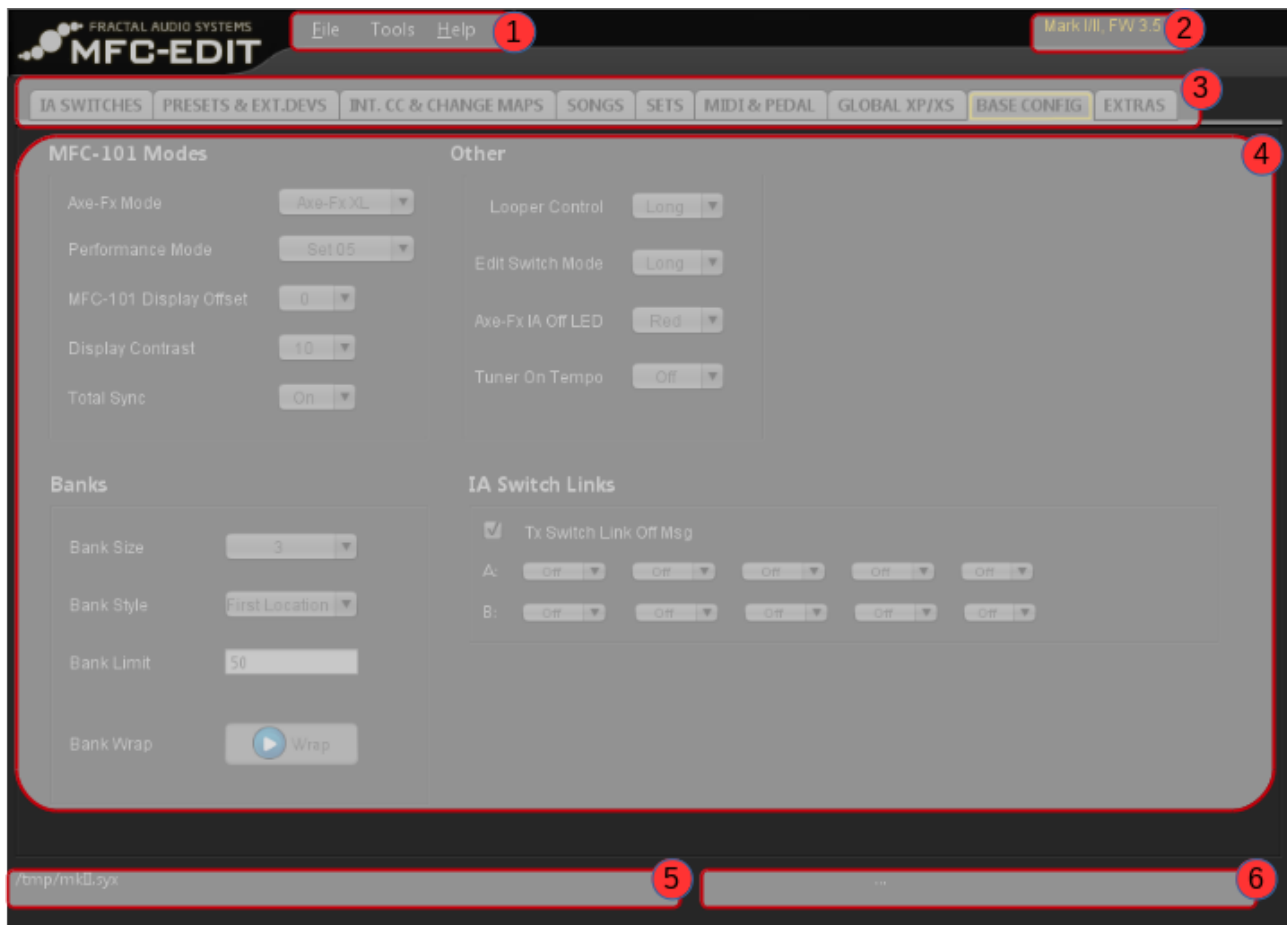 FRACTAL AUDIO SYSTEMS
MFC-EDIT
File Tools Help 1
Mark I/II, FW 3.5 2
IA SWITCHES PRESETS & EXT.DEVS INT. CC & CHANGE MAPS SONGS SETS MIDI & PEDAL GLOBAL XP/XS BASE CONFIG EXTRAS 3
4
MFC-101 Modes
Axe-Fx Mode Axe-Fx XL
Performance Mode Set 05
MFC-101 Display Offset 0
Display Contrast 10
Total Sync On
Other
Looper Control Long
Edit Switch Mode Long
Axe-Fx IA Off LED Red
Tuner On Tempo Off
Banks
Bank Size 3
Bank Style First Location
Bank Limit 50
Bank Wrap Wrap
IA Switch Links
Tx Switch Link Off Msg
A: Off Off Off Off Off
B: Off Off Off Off Off
/tmp/mkII.syx 5
... 6